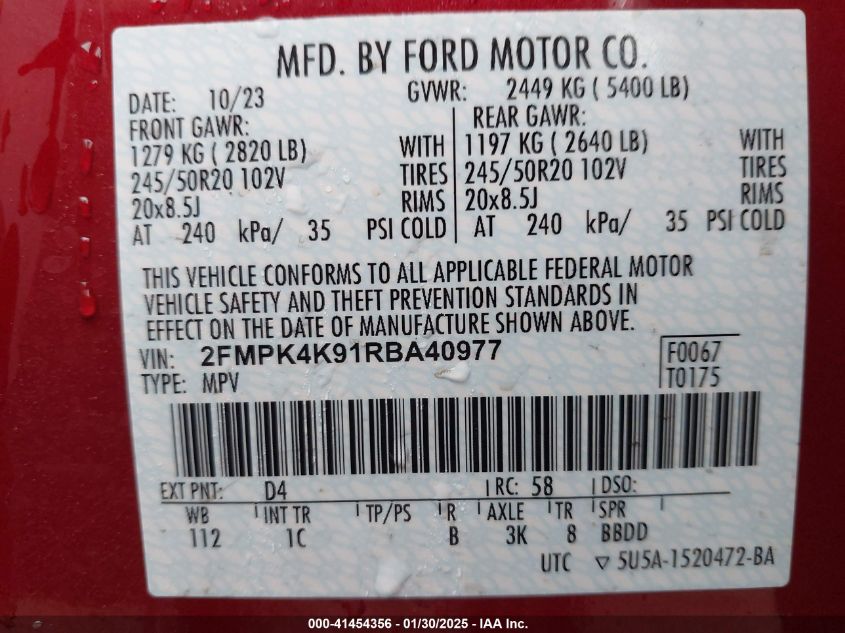 MFD. BY FORD MOTOR CO.
DATE: 10/23 GVWR: 2449 KG ( 5400 LB)
FRONT GAWR: REAR GAWR:
1279 KG ( 2820 LB) WITH 1197 KG ( 2640 LB) WITH
245/50R20 102V TIRES 245/50R20 102V TIRES
20x8.5J RIMS 20x8.5J RIMS
AT 240 kPa/ 35 PSI COLD AT 240 kPa/ 35 PSI COLD
THIS VEHICLE CONFORMS TO ALL APPLICABLE FEDERAL MOTOR
VEHICLE SAFETY AND THEFT PREVENTION STANDARDS IN
EFFECT ON THE DATE OF MANUFACTURE SHOWN ABOVE.
VIN: 2FMPK4K91RBA40977 F0067
TYPE: MPV T0175
EXT PNT: D4 RC: 58 DSO:
WB INT TR TP/PS R AXLE TR SPR
112 1C B 3K 8 BBDD
UTC ▽ 5U5A-1520472-BA
000-41454356 - 01/30/2025 - IAA Inc.